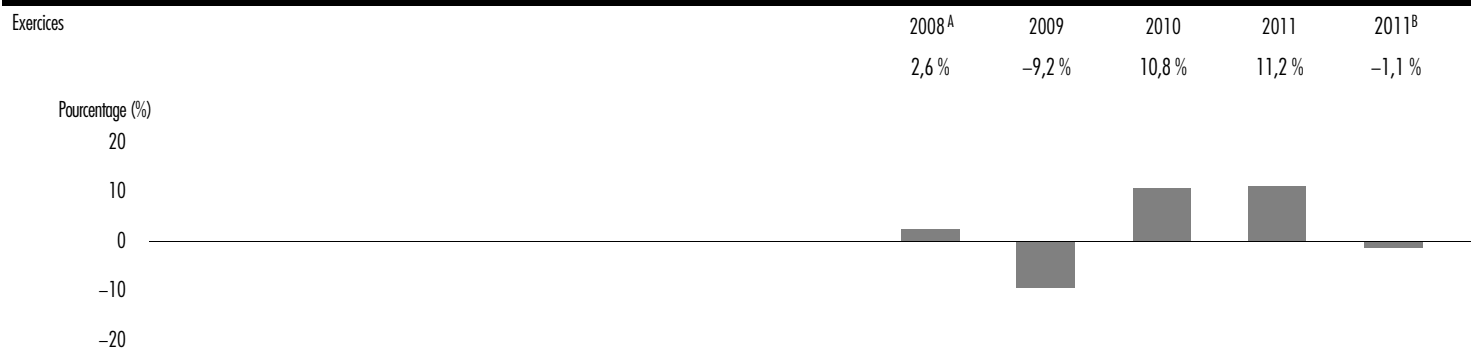 Exercices 2008 A 2009 2010 2011 2011B
2,6 % –9,2 % 10,8 % 11,2 % –1,1 %
Pourcentage (%)
20
10
0
–10
–20